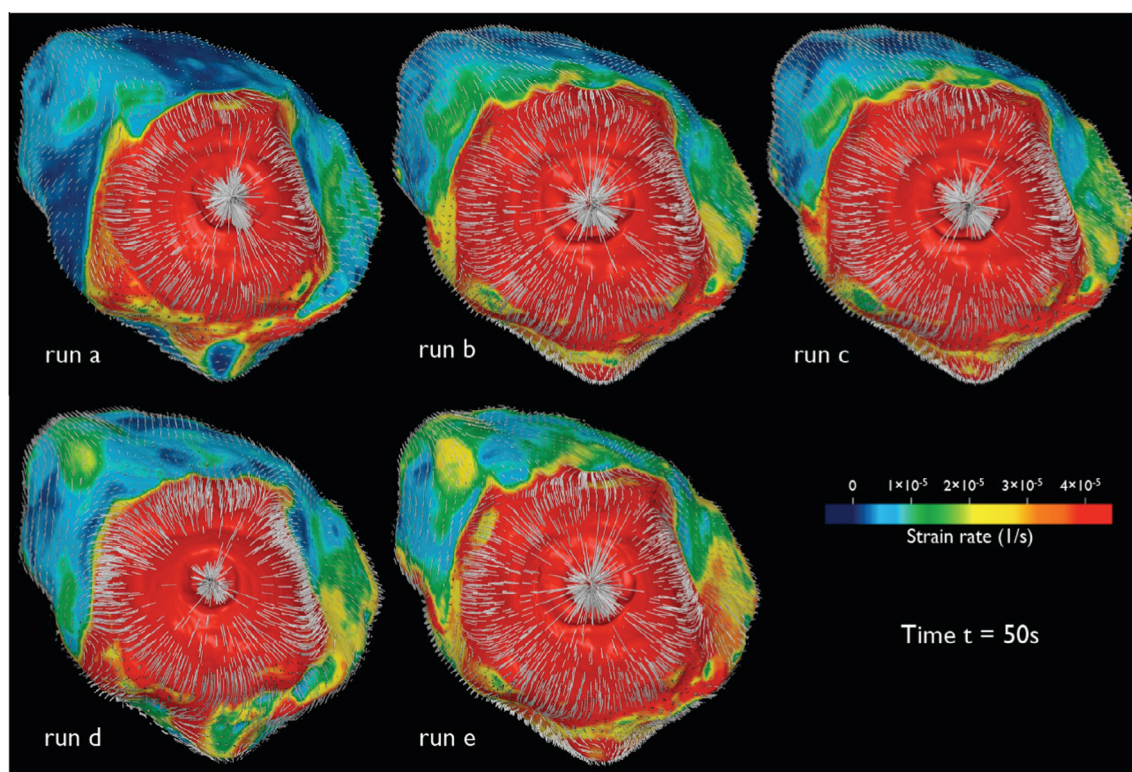 run a
run b
run c
run d
run e
0 1×10⁻⁵ 2×10⁻⁵ 3×10⁻⁵ 4×10⁻⁵
Strain rate (1/s)
Time t = 50s